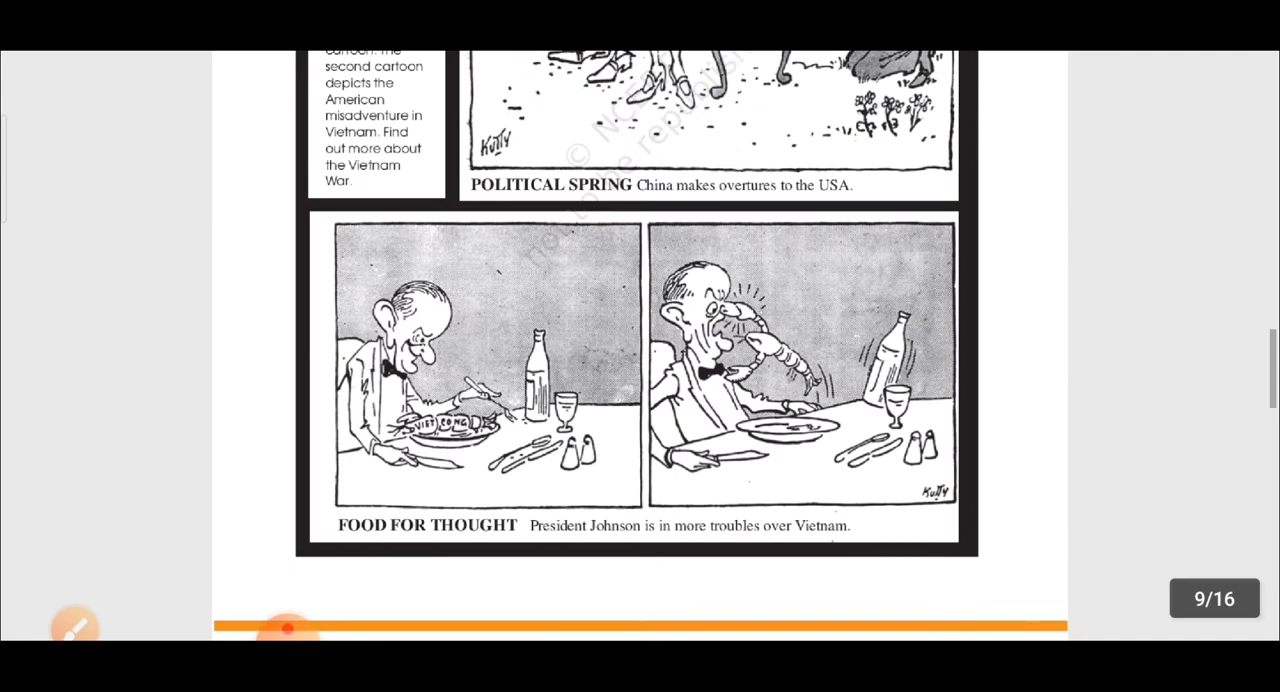 second cartoon
depicts the
American
misadventure in
Vietnam. Find
out more about
the Vietnam
War.
KUTTY
POLITICAL SPRING China makes overtures to the USA.
VIET CONG
KUTTY
FOOD FOR THOUGHT President Johnson is in more troubles over Vietnam.
9/16